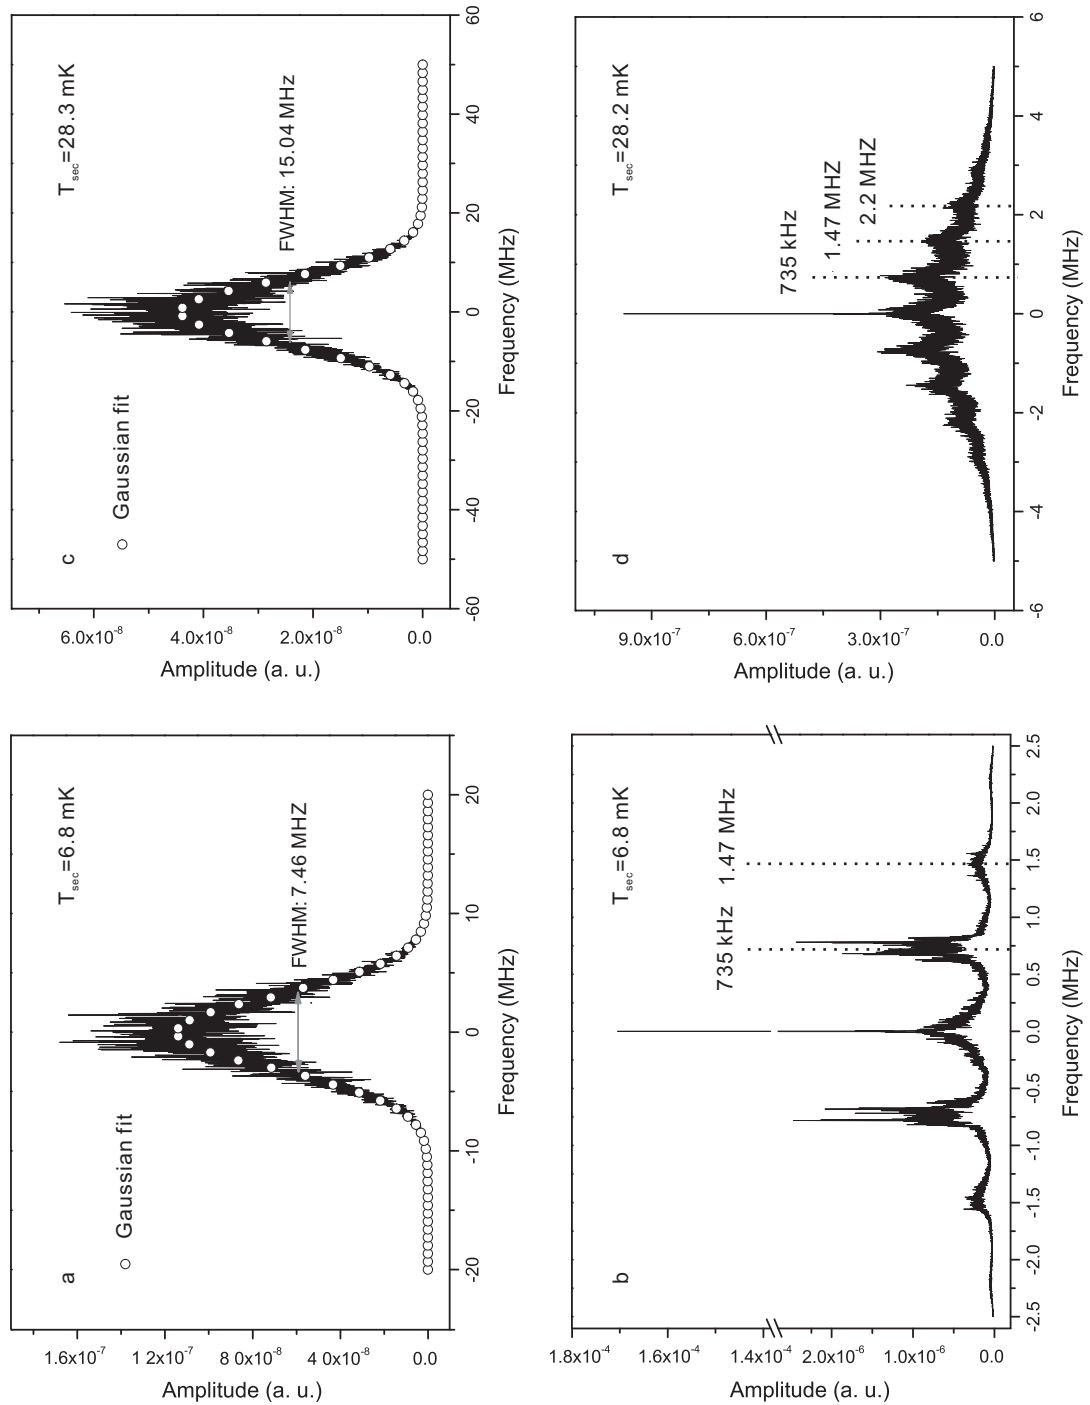 a
T_sec=6.8 mK
Gaussian fit
FWHM: 7.46 MHZ
1.6x10^-7
1 2x10^-7
8 0x10^-8
4 0x10^-8
0.0
Amplitude (a. u.)
-20
-10
0
10
20
Frequency (MHz)
c
T_sec=28.3 mK
Gaussian fit
FWHM: 15.04 MHz
6.0x10^-8
4.0x10^-8
2.0x10^-8
0.0
Amplitude (a. u.)
-60
-40
-20
0
20
40
60
Frequency (MHz)
b
T_sec=6.8 mK
735 kHz
1.47 MHz
1.8x10^-4
1.6x10^-4
1.4x10^-4
2.0x10^-6
1.0x10^-6
0.0
Amplitude (a. u.)
-2.5
-2.0
-1.5
-1.0
-0.5
0.0
0.5
1.0
1.5
2.0
2.5
Frequency (MHz)
d
T_sec=28.2 mK
735 kHz
1.47 MHZ
2.2 MHZ
9.0x10^-7
6.0x10^-7
3.0x10^-7
0.0
Amplitude (a. u.)
-6
-4
-2
0
2
4
6
Frequency (MHz)